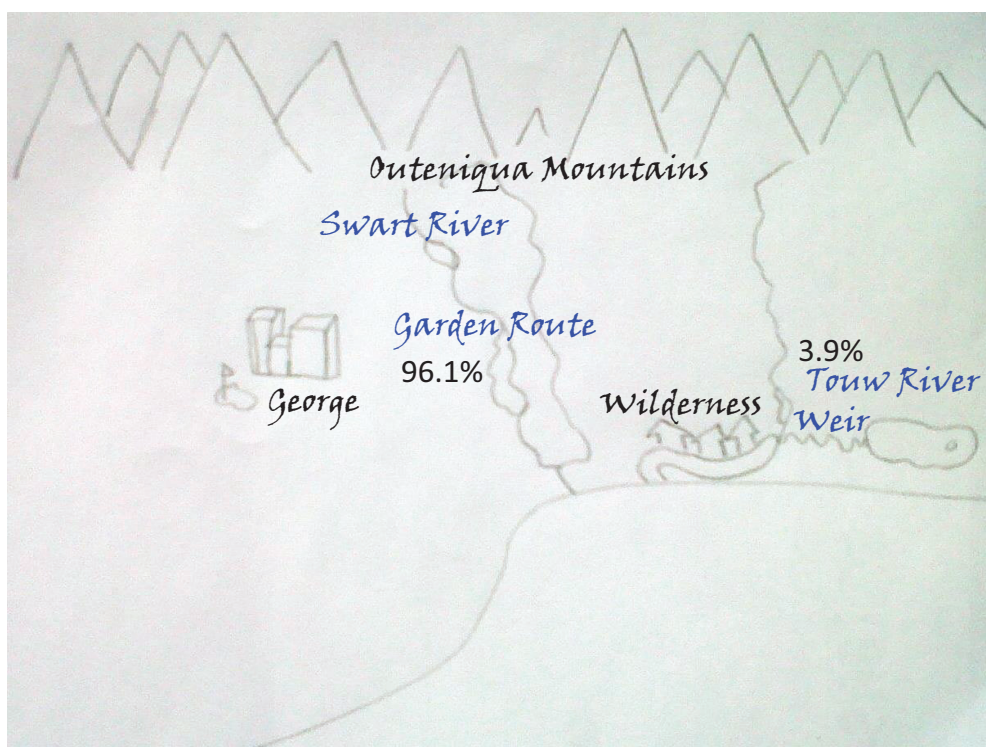 Outeniqua Mountains
Swart River
Garden Route
96.1%
George
Wilderness
3.9%
Touw River
Weir